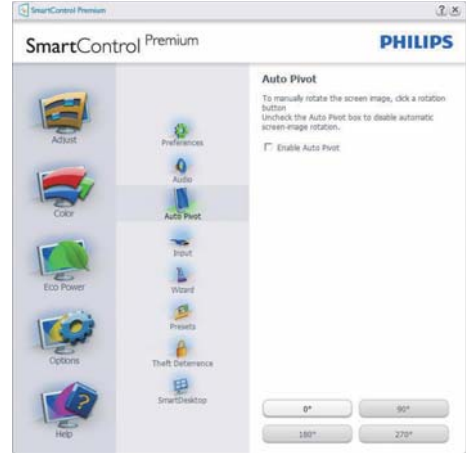 SmartControl Premium
SmartControl Premium
PHILIPS
Adjust
Color
Eco Power
Options
Help
Preferences
Audio
Auto Pivot
Input
Wizard
Presets
Theft Deterrence
SmartDesktop
Auto Pivot
To manually rotate the screen image, click a rotation
button
Uncheck the Auto Pivot box to disable automatic
screen-image rotation.
Enable Auto Pivot
0°
90°
180°
270°